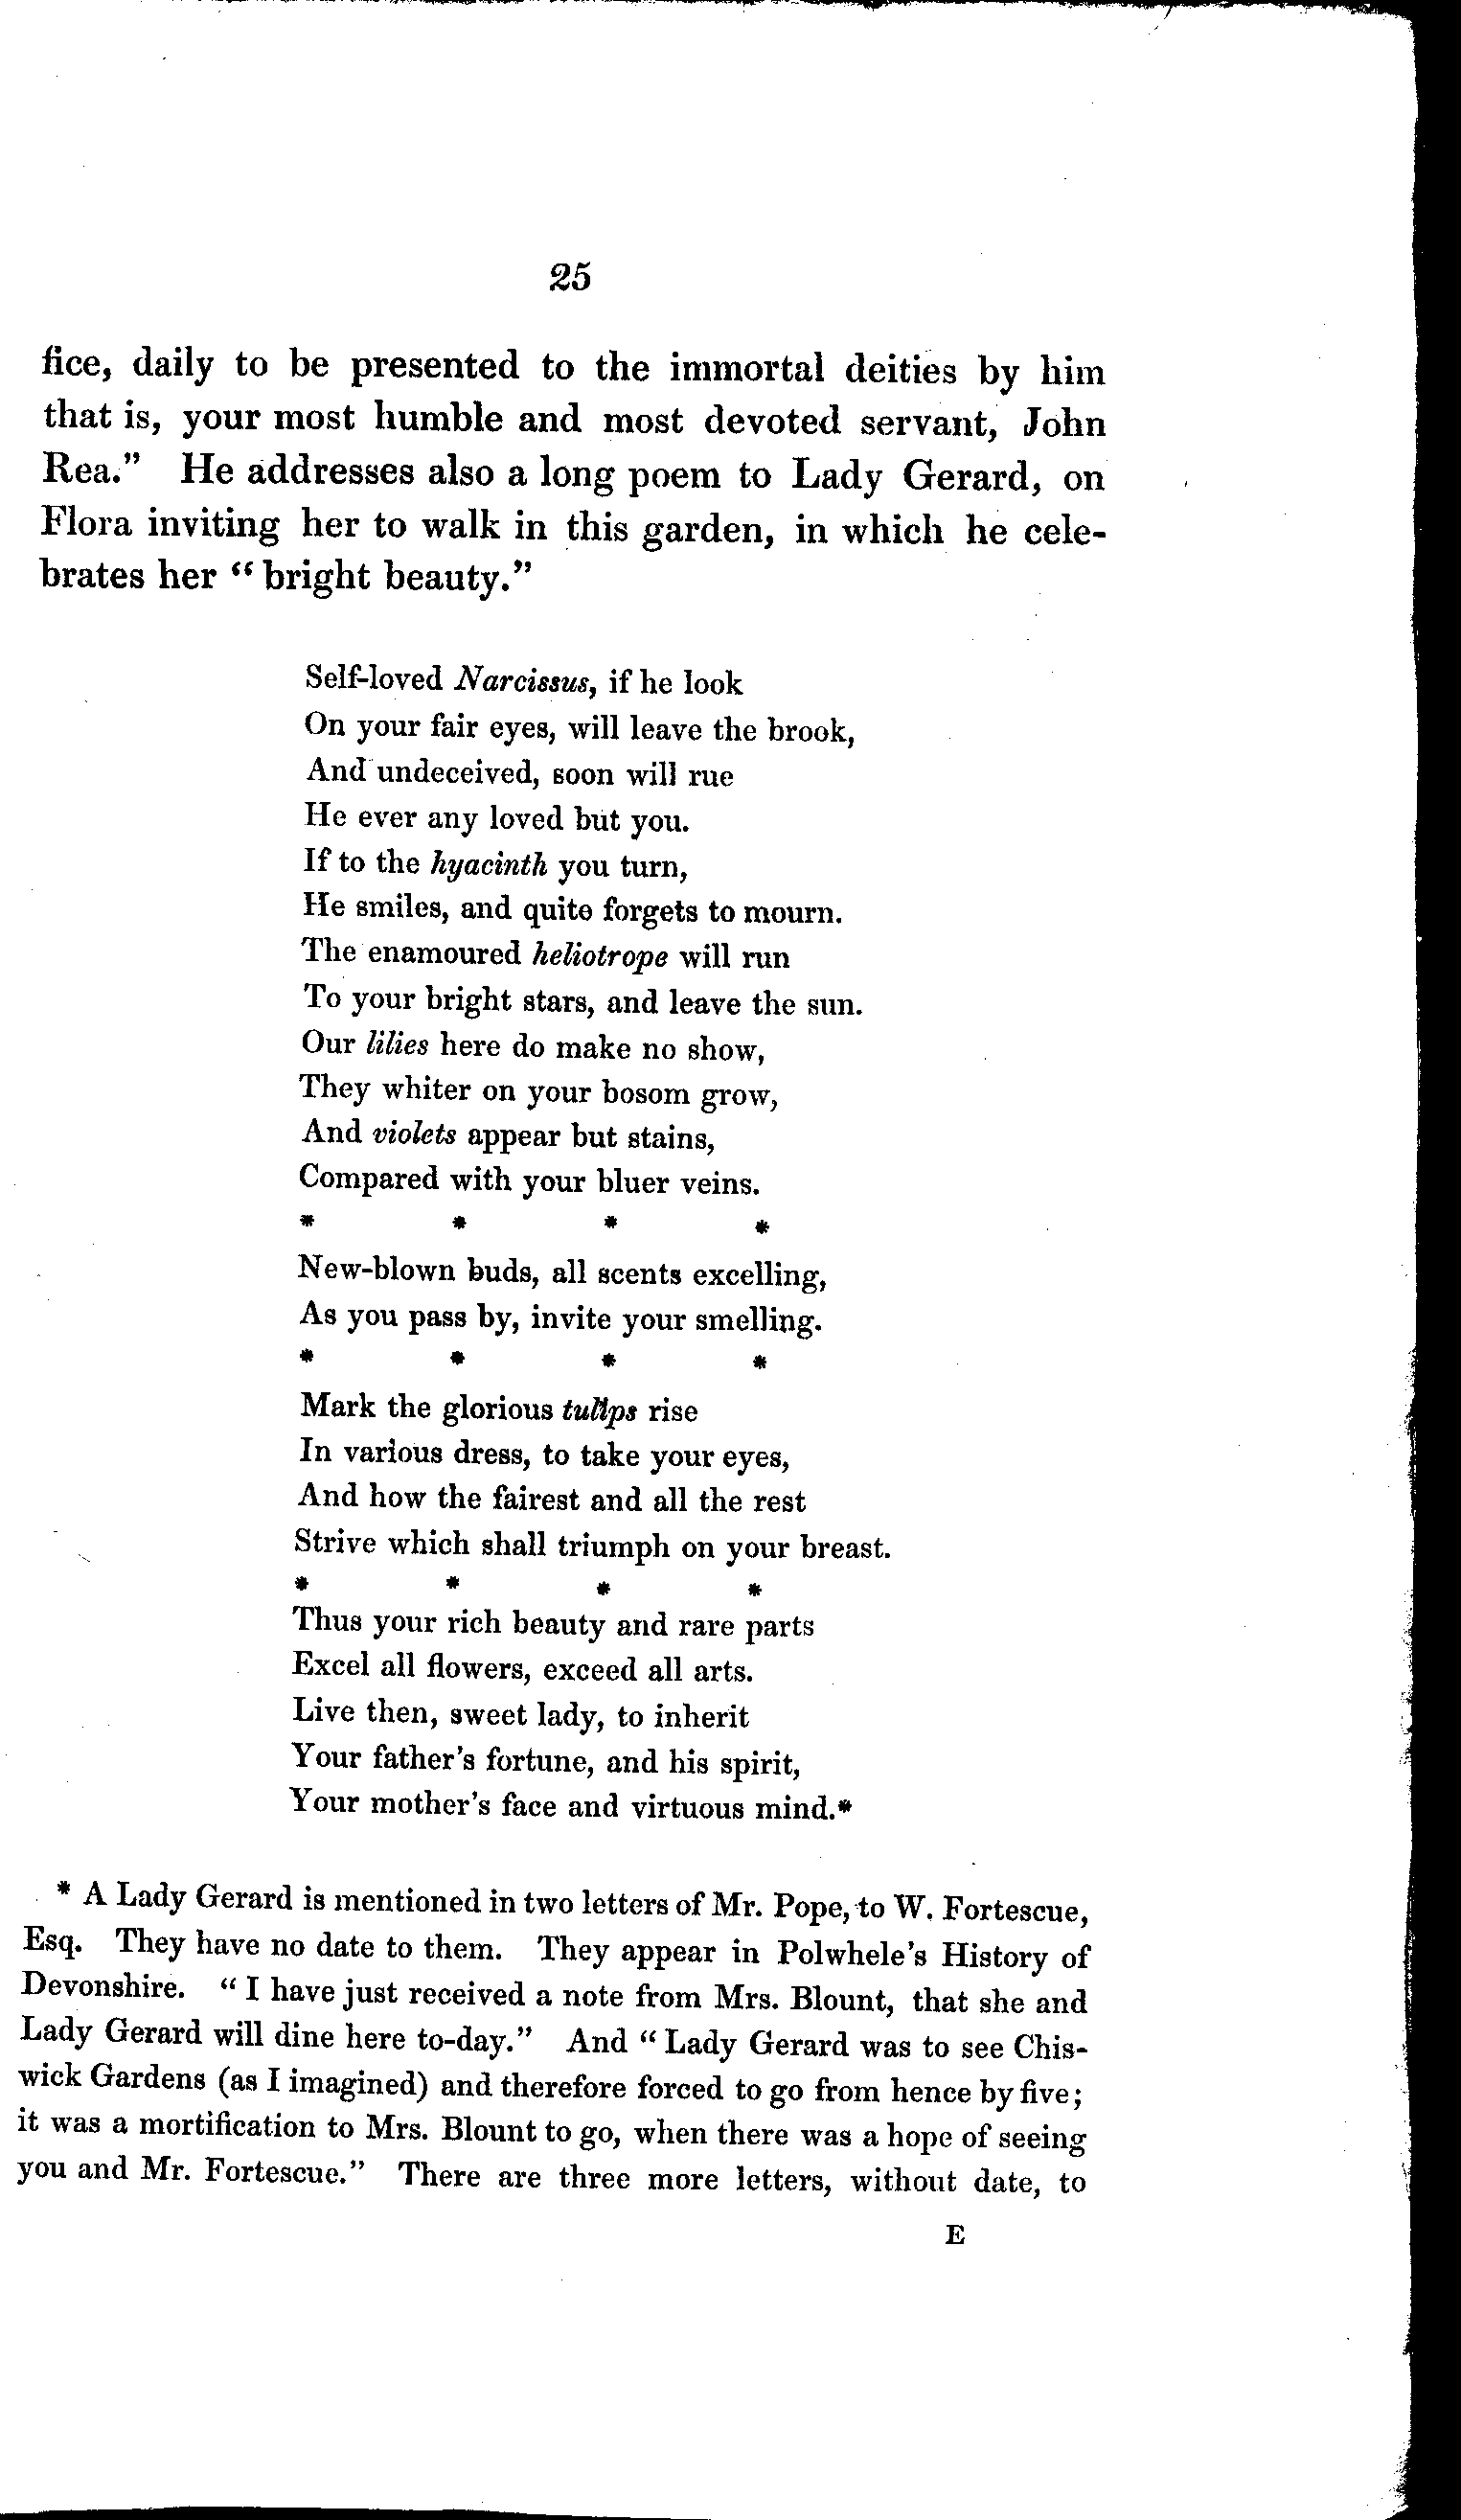 25
fice, daily to be presented to the immortal deities by him
that is, your most humble and most devoted servant, John
Rea." He addresses also a long poem to Lady Gerard, on
Flora inviting her to walk in this garden, in which he cele-
brates her "bright beauty."
Self-loved Narcissus, if he look
On your fair eyes, will leave the brook,
And undeceived, soon will rue
He ever any loved but you.
If to the hyacinth you turn,
He smiles, and quite forgets to mourn.
The enamoured heliotrope will run
To your bright stars, and leave the sun.
Our lilies here do make no show,
They whiter on your bosom grow,
And violets appear but stains,
Compared with your bluer veins.
* * * *
New-blown buds, all scents excelling,
As you pass by, invite your smelling.
* * * *
Mark the glorious tulips rise
In various dress, to take your eyes,
And how the fairest and all the rest
Strive which shall triumph on your breast.
* * * *
Thus your rich beauty and rare parts
Excel all flowers, exceed all arts.
Live then, sweet lady, to inherit
Your father's fortune, and his spirit,
Your mother's face and virtuous mind.*
* A Lady Gerard is mentioned in two letters of Mr. Pope, to W. Fortescue,
Esq. They have no date to them. They appear in Polwhele's History of
Devonshire. "I have just received a note from Mrs. Blount, that she and
Lady Gerard will dine here to-day." And "Lady Gerard was to see Chis-
wick Gardens (as I imagined) and therefore forced to go from hence by five;
it was a mortification to Mrs. Blount to go, when there was a hope of seeing
you and Mr. Fortescue." There are three more letters, without date, to
E